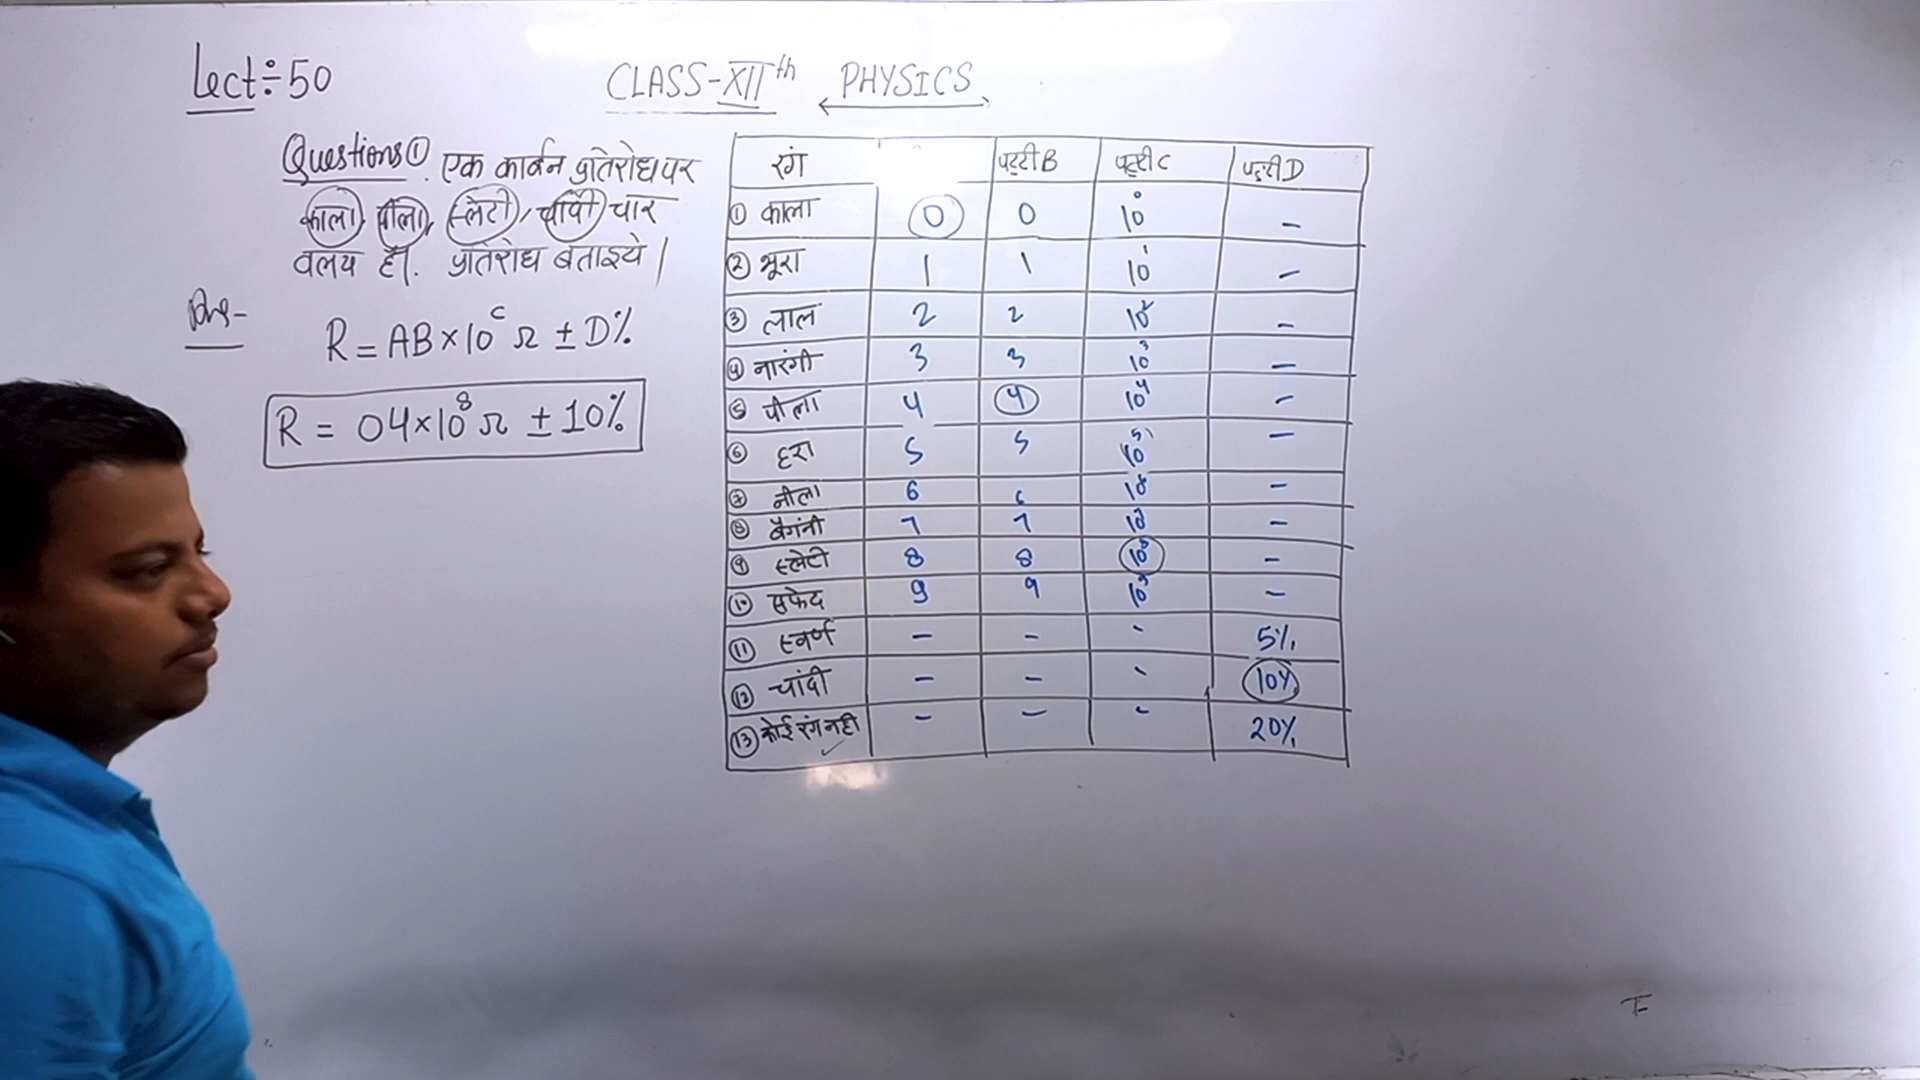 Lect÷50
CLASS-XIIth PHYSICS
Questions① एक कार्बन प्रतिरोध पर
काला, पीला, स्लेटी, चांदी चार
वलय हैं। प्रतिरोध बताइये।
Ans-
R = AB×10^c Ω ± D%
R = 04×10^8 Ω ± 10%
रंग पट्टी B पट्टी C पट्टी D
① काला 0 0 10^0 -
② भूरा 1 1 10^1 -
③ लाल 2 2 10^2 -
④ नारंगी 3 3 10^3 -
⑤ पीला 4 4 10^4 -
⑥ हरा 5 5 10^5 -
⑦ नीला 6 6 10^6 -
⑧ बैगंनी 7 7 10^7 -
⑨ स्लेटी 8 8 10^8 -
⑩ सफेद 9 9 10^9 -
⑪ स्वर्ण - - - 5%
⑫ चांदी - - - 10%
⑬ कोई रंग नही - - - 20%